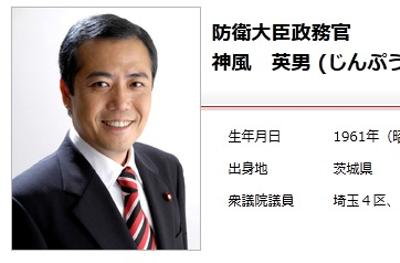 防衛大臣政務官
神風　英男 (じんぷう
生年月日　1961年（昭
出身地　茨城県
衆議院議員　埼玉４区、